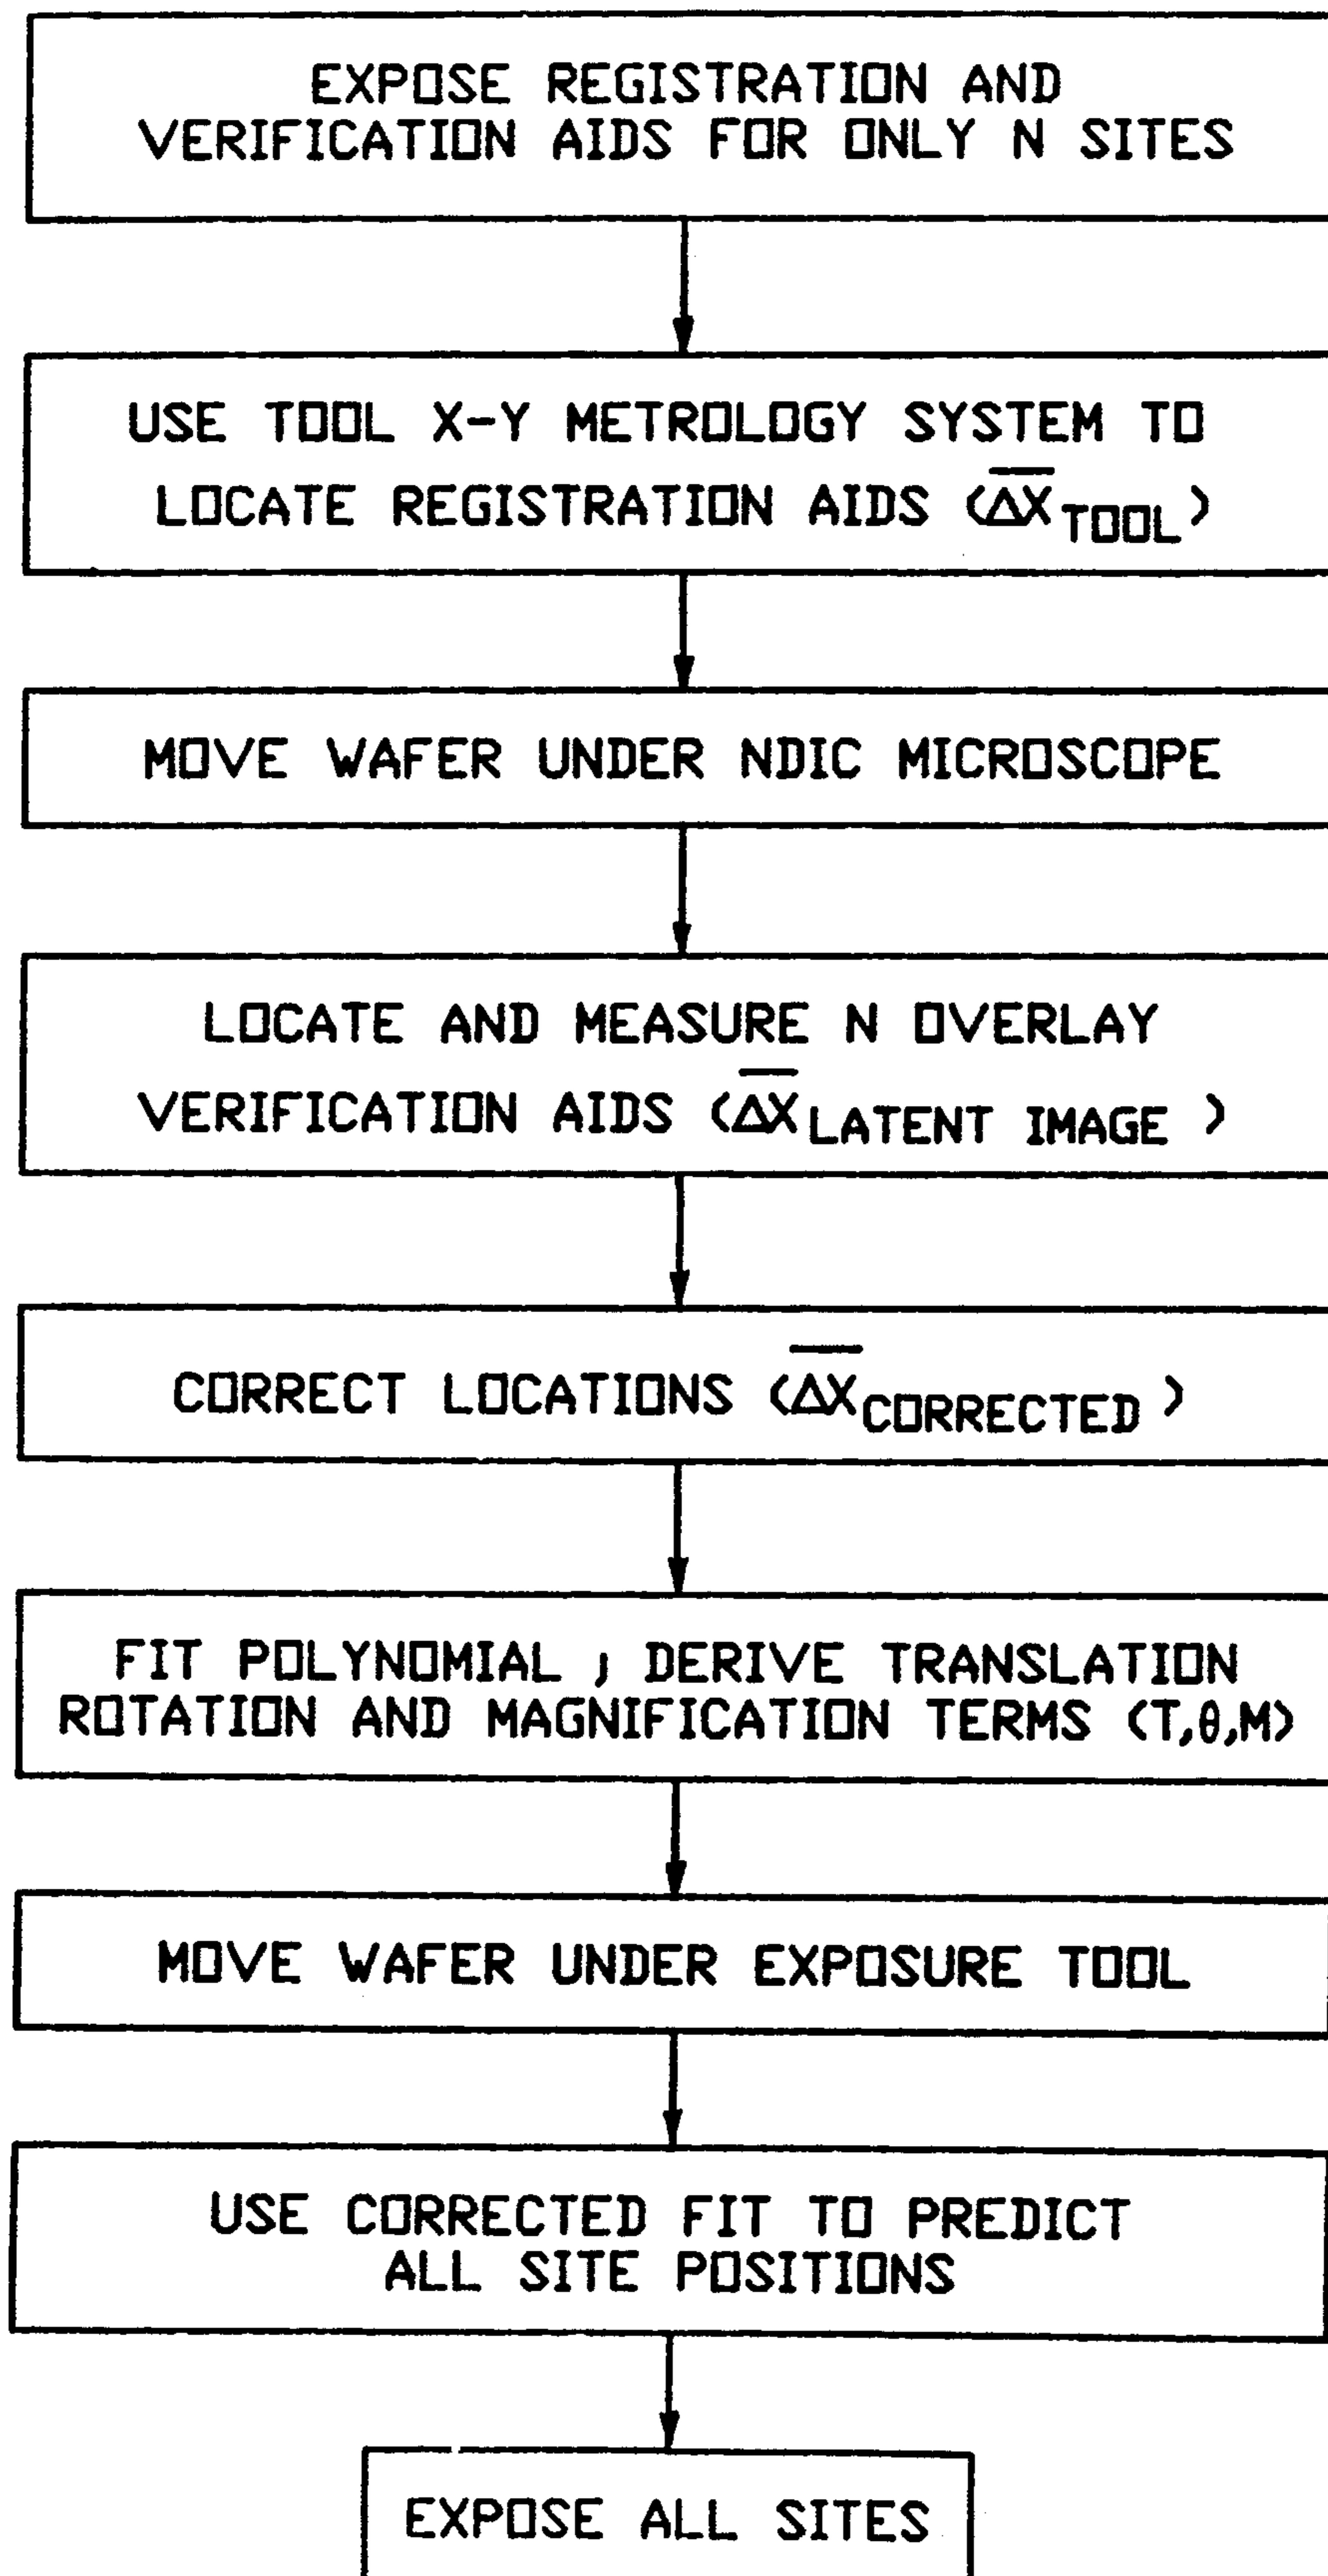 EXPOSE REGISTRATION AND
VERIFICATION AIDS FOR ONLY N SITES
USE TOOL X-Y METROLOGY SYSTEM TO
LOCATE REGISTRATION AIDS (\overline{ΔX}_{TOOL})
MOVE WAFER UNDER NDIC MICROSCOPE
LOCATE AND MEASURE N OVERLAY
VERIFICATION AIDS (\overline{ΔX}_{LATENT IMAGE} )
CORRECT LOCATIONS (\overline{ΔX}_{CORRECTED} )
FIT POLYNOMIAL ; DERIVE TRANSLATION
ROTATION AND MAGNIFICATION TERMS (T,θ,M)
MOVE WAFER UNDER EXPOSURE TOOL
USE CORRECTED FIT TO PREDICT
ALL SITE POSITIONS
EXPOSE ALL SITES